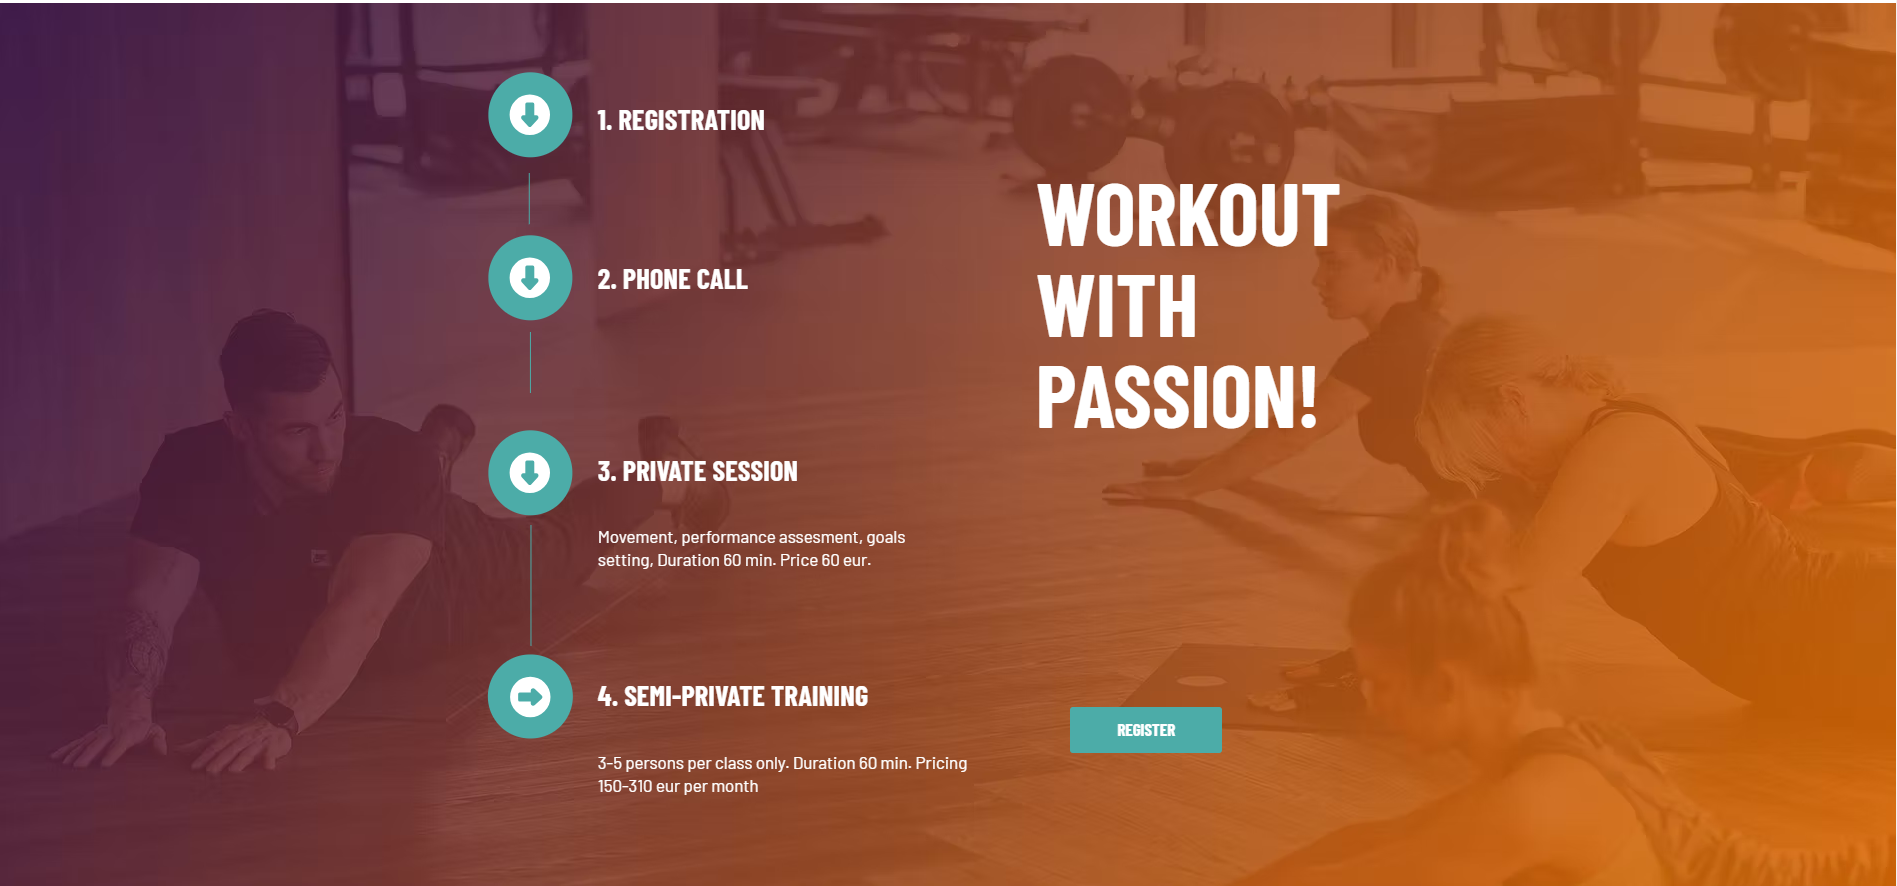 1. REGISTRATION
2. PHONE CALL
3. PRIVATE SESSION
Movement, performance assesment, goals
setting, Duration 60 min. Price 60 eur.
4. SEMI-PRIVATE TRAINING
3-5 persons per class only. Duration 60 min. Pricing
150-310 eur per month
WORKOUT
WITH
PASSION!
REGISTER